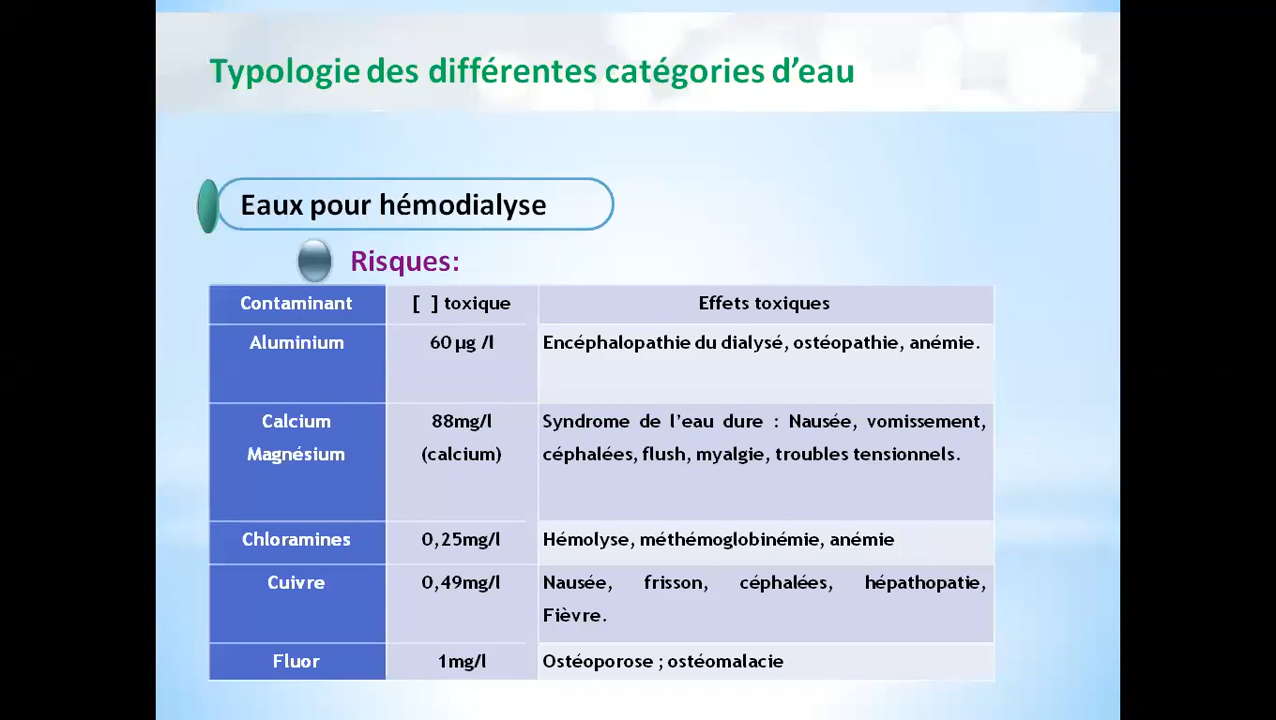 Typologie des différentes catégories d’eau
Eaux pour hémodialyse
Risques:
Contaminant [ ] toxique Effets toxiques
Aluminium 60 µg /l Encéphalopathie du dialysé, ostéopathie, anémie.
Calcium 88mg/l Syndrome de l’eau dure : Nausée, vomissement,
Magnésium (calcium) céphalées, flush, myalgie, troubles tensionnels.
Chloramines 0,25mg/l Hémolyse, méthémoglobinémie, anémie
Cuivre 0,49mg/l Nausée, frisson, céphalées, hépathopatie,
Fièvre.
Fluor 1mg/l Ostéoporose ; ostéomalacie